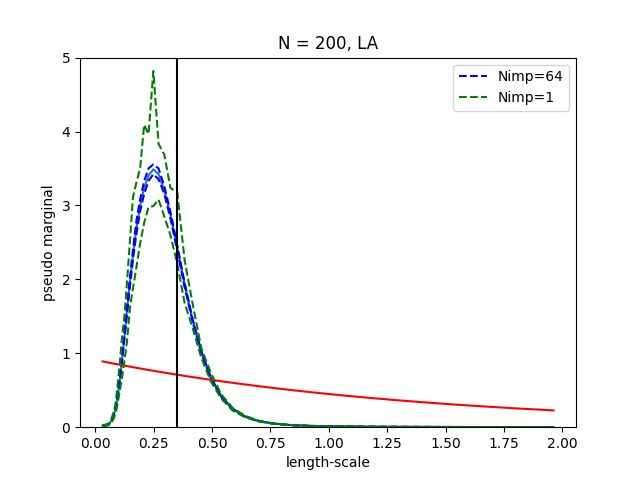 N = 200, LA
Nimp=64
Nimp=1
pseudo marginal
5
4
3
2
1
0
0.00 0.25 0.50 0.75 1.00 1.25 1.50 1.75 2.00
length-scale